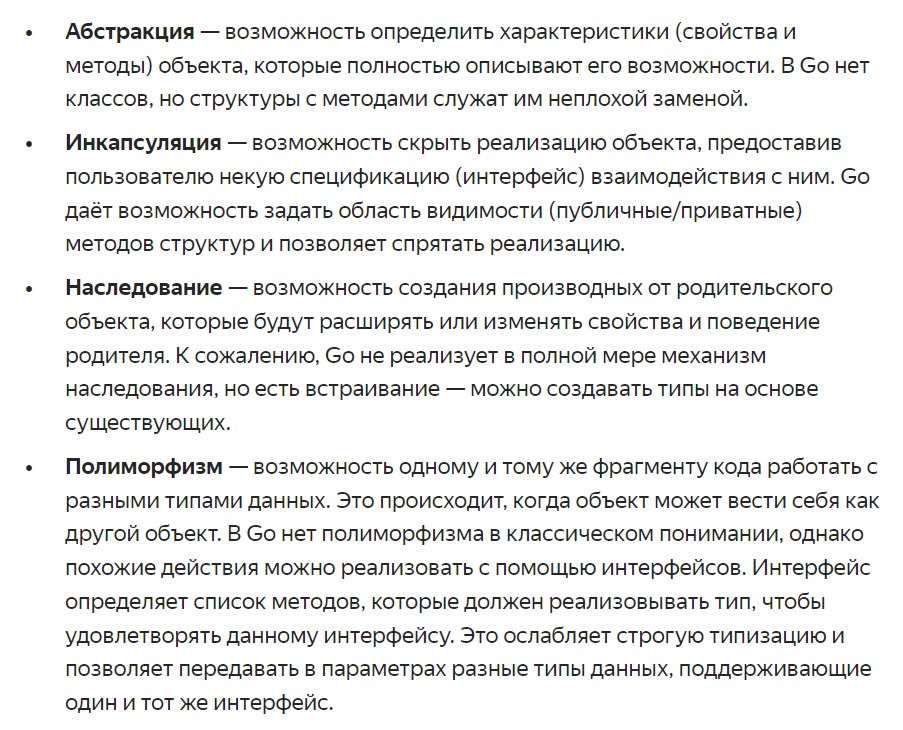 • Абстракция — возможность определить характеристики (свойства и
методы) объекта, которые полностью описывают его возможности. В Go нет
классов, но структуры с методами служат им неплохой заменой.
• Инкапсуляция — возможность скрыть реализацию объекта, предоставив
пользователю некую спецификацию (интерфейс) взаимодействия с ним. Go
даёт возможность задать область видимости (публичные/приватные)
методов структур и позволяет спрятать реализацию.
• Наследование — возможность создания производных от родительского
объекта, которые будут расширять или изменять свойства и поведение
родителя. К сожалению, Go не реализует в полной мере механизм
наследования, но есть встраивание — можно создавать типы на основе
существующих.
• Полиморфизм — возможность одному и тому же фрагменту кода работать с
разными типами данных. Это происходит, когда объект может вести себя как
другой объект. В Go нет полиморфизма в классическом понимании, однако
похожие действия можно реализовать с помощью интерфейсов. Интерфейс
определяет список методов, которые должен реализовывать тип, чтобы
удовлетворять данному интерфейсу. Это ослабляет строгую типизацию и
позволяет передавать в параметрах разные типы данных, поддерживающие
один и тот же интерфейс.